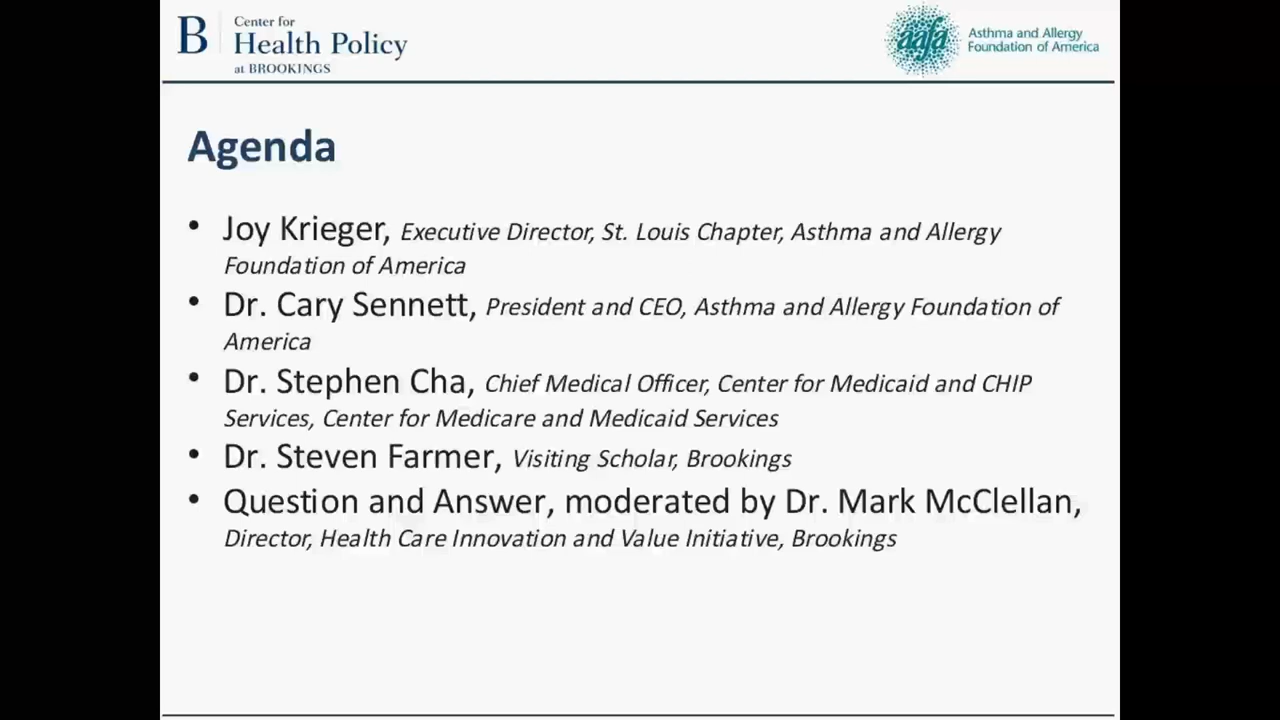 B
Center for
Health Policy
at BROOKINGS
aafa
Asthma and Allergy
Foundation of America
Agenda
• Joy Krieger, Executive Director, St. Louis Chapter, Asthma and Allergy
Foundation of America
• Dr. Cary Sennett, President and CEO, Asthma and Allergy Foundation of
America
• Dr. Stephen Cha, Chief Medical Officer, Center for Medicaid and CHIP
Services, Center for Medicare and Medicaid Services
• Dr. Steven Farmer, Visiting Scholar, Brookings
• Question and Answer, moderated by Dr. Mark McClellan,
Director, Health Care Innovation and Value Initiative, Brookings